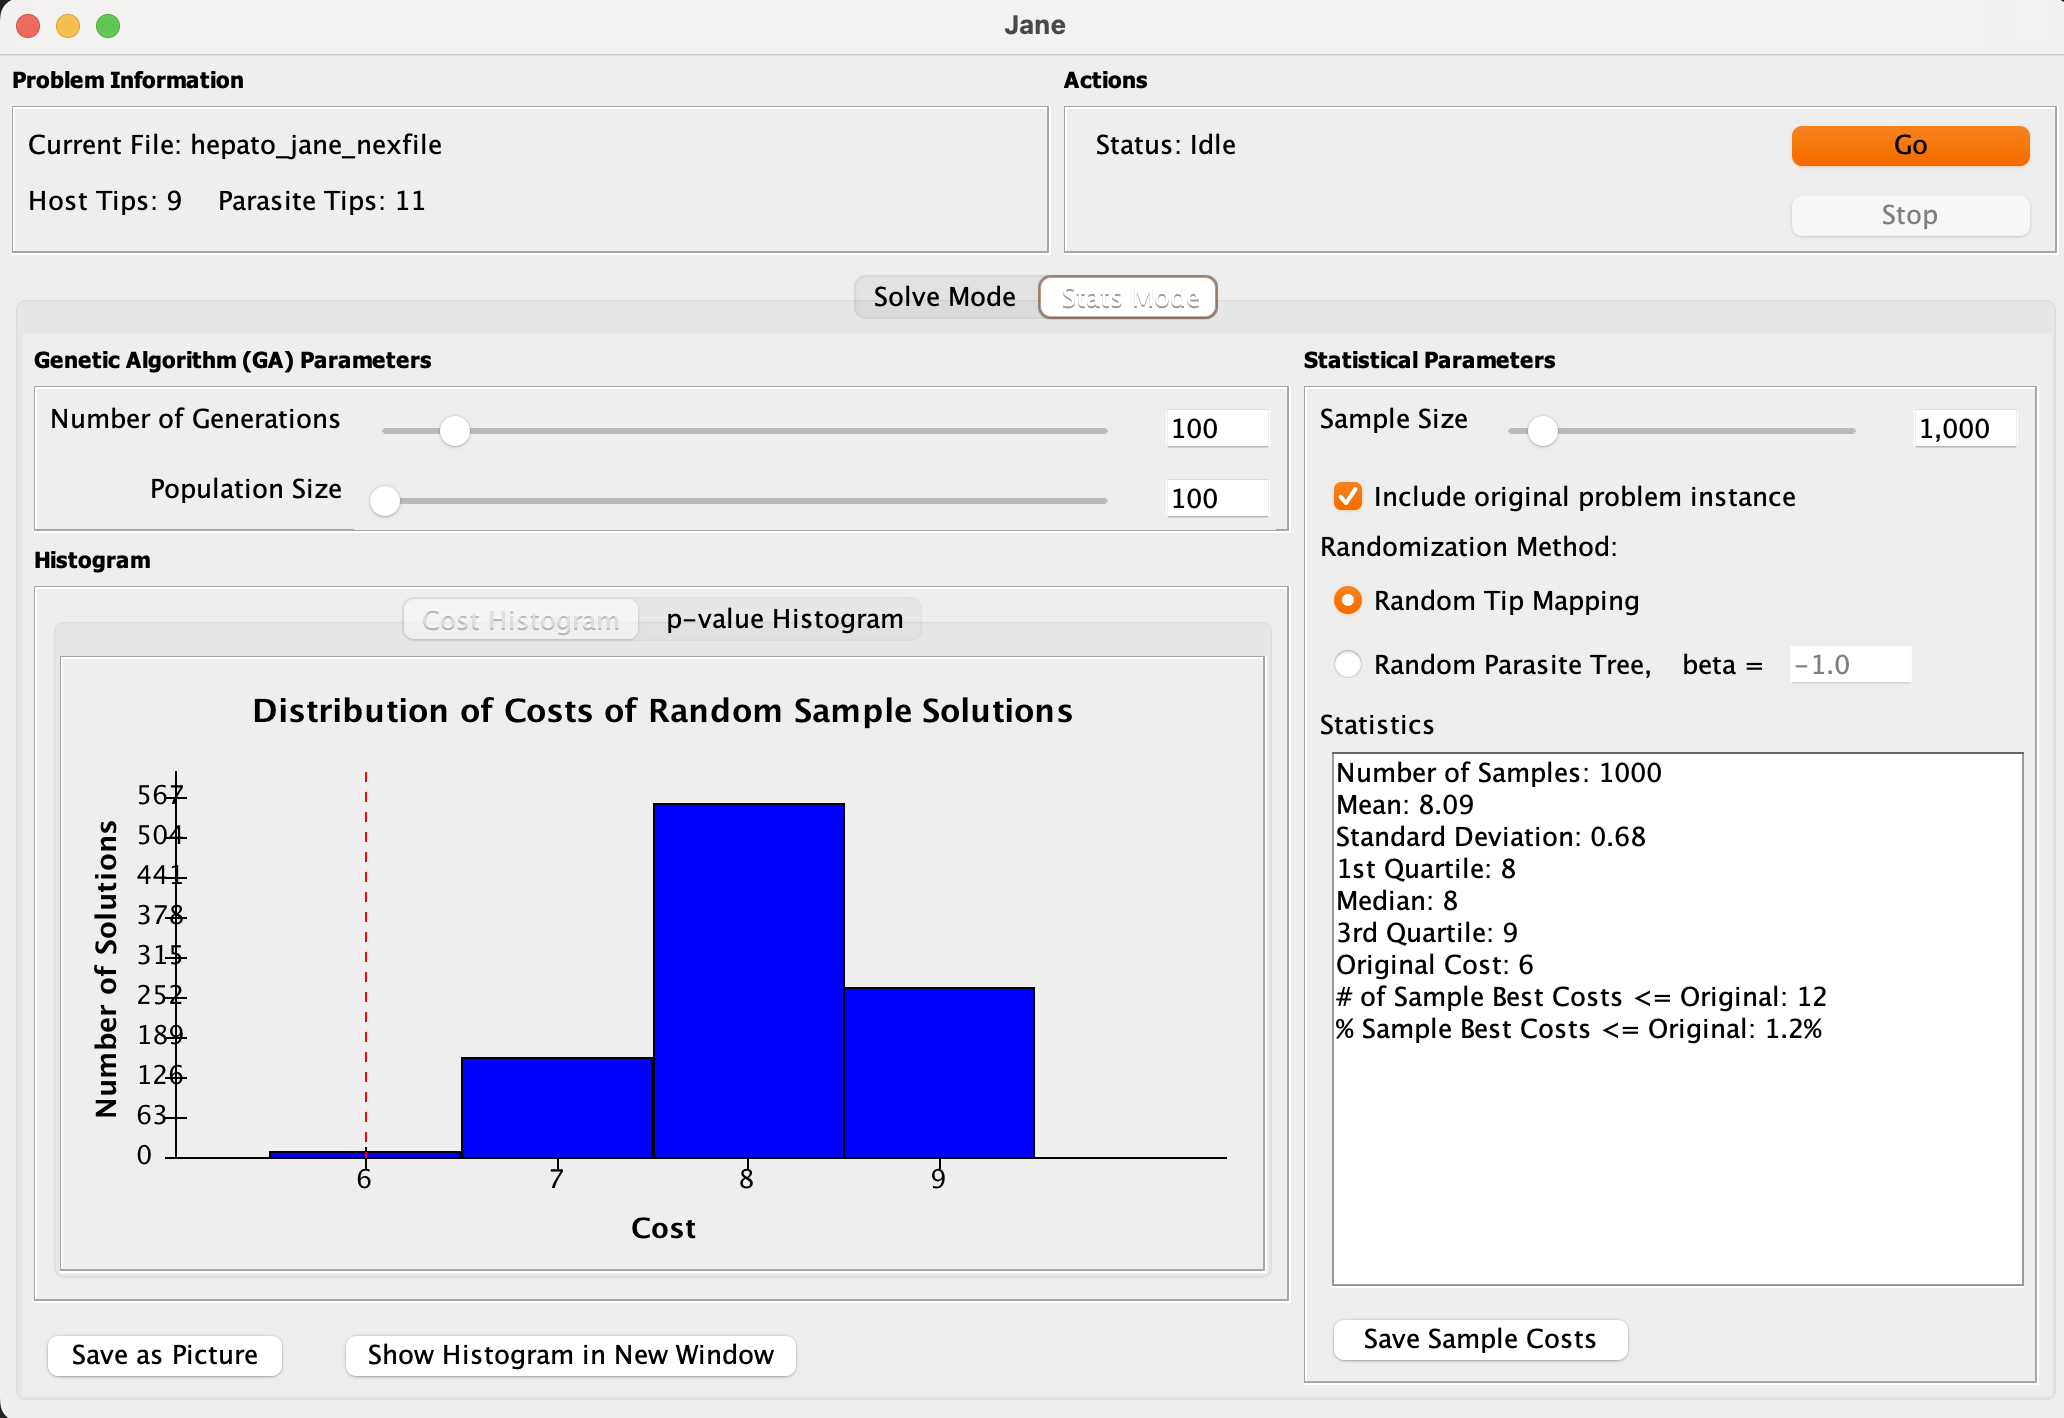 Jane
Problem Information
Current File: hepato_jane_nexfile
Host Tips: 9 Parasite Tips: 11
Actions
Status: Idle
Go
Stop
Solve Mode
Stats Mode
Genetic Algorithm (GA) Parameters
Number of Generations
100
Population Size
100
Histogram
Cost Histogram
p-value Histogram
Distribution of Costs of Random Sample Solutions
Number of Solutions
567
504
441
378
315
252
189
126
63
0
6
7
8
9
Cost
Save as Picture
Show Histogram in New Window
Statistical Parameters
Sample Size
1,000
Include original problem instance
Randomization Method:
Random Tip Mapping
Random Parasite Tree, beta = -1.0
Statistics
Number of Samples: 1000
Mean: 8.09
Standard Deviation: 0.68
1st Quartile: 8
Median: 8
3rd Quartile: 9
Original Cost: 6
# of Sample Best Costs <= Original: 12
% Sample Best Costs <= Original: 1.2%
Save Sample Costs